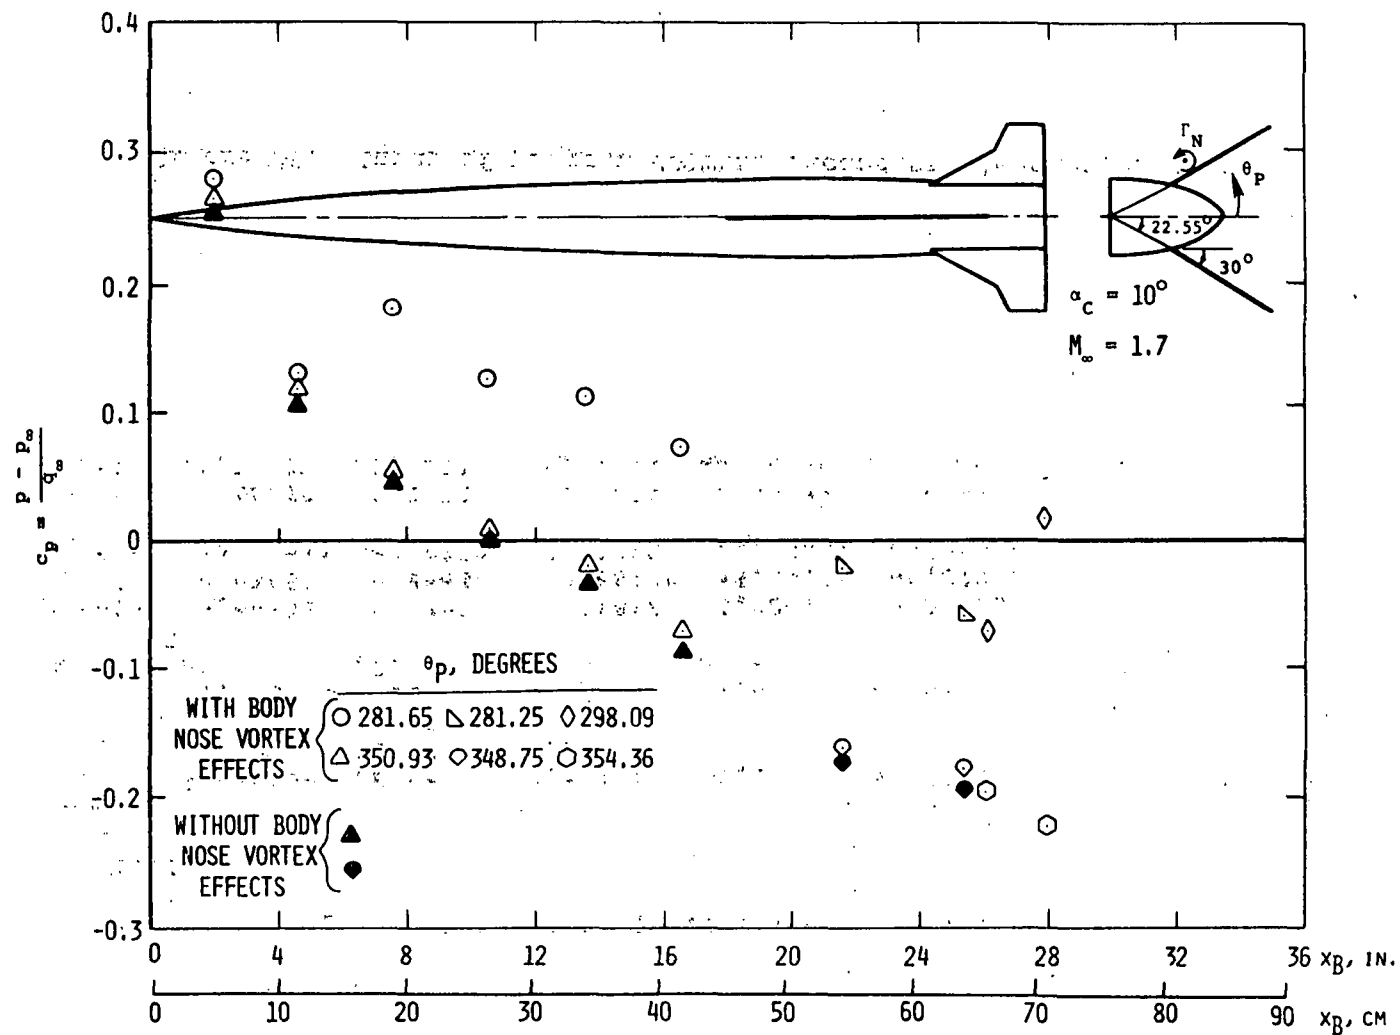 0.4
0.3
0.2
0.1
0
-0.1
-0.2
-0.3
c_p = p - p_∞ / q_∞
Γ_N
θ_P
22.55°
30°
α_C = 10°
M_∞ = 1.7
θ_P, DEGREES
WITH BODY NOSE VORTEX EFFECTS
○ 281.65 ◺ 281.25 ◊ 298.09
△ 350.93 ◇ 348.75 ⬡ 354.36
WITHOUT BODY NOSE VORTEX EFFECTS
0 4 8 12 16 20 24 28 32 36 x_B, IN.
0 10 20 30 40 50 60 70 80 90 x_B, CM